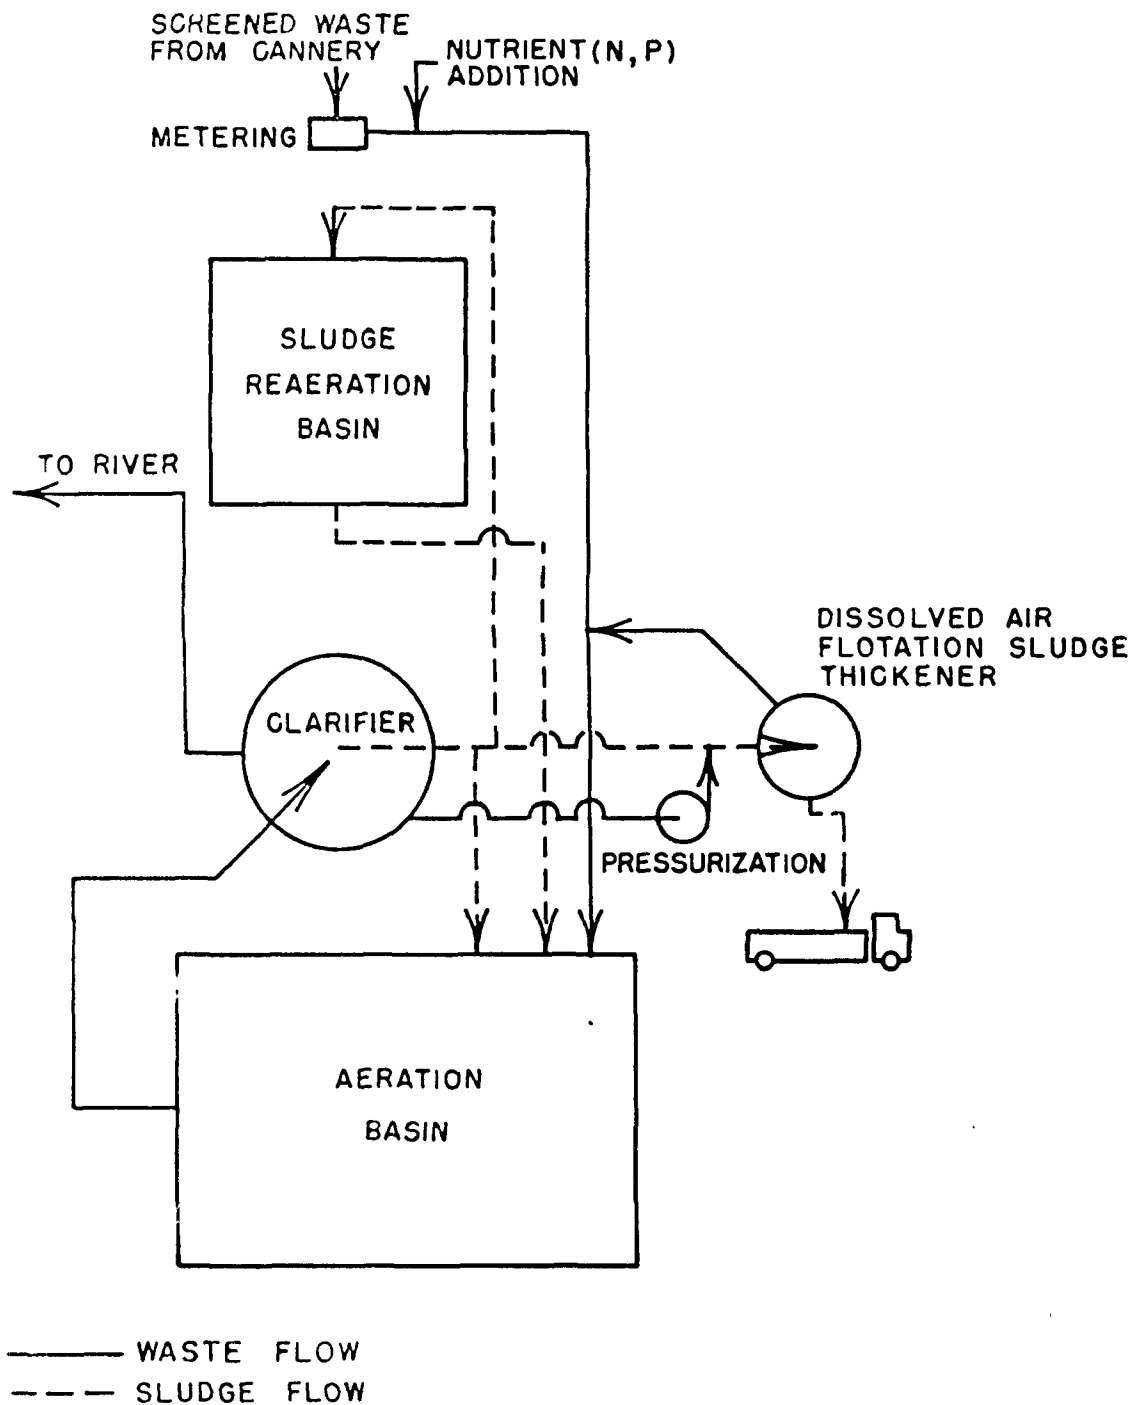 SCREENED WASTE
FROM CANNERY
NUTRIENT (N, P)
ADDITION
METERING
SLUDGE
REAERATION
BASIN
TO RIVER
DISSOLVED AIR
FLOTATION SLUDGE
THICKENER
CLARIFIER
PRESSURIZATION
AERATION
BASIN
WASTE FLOW
SLUDGE FLOW